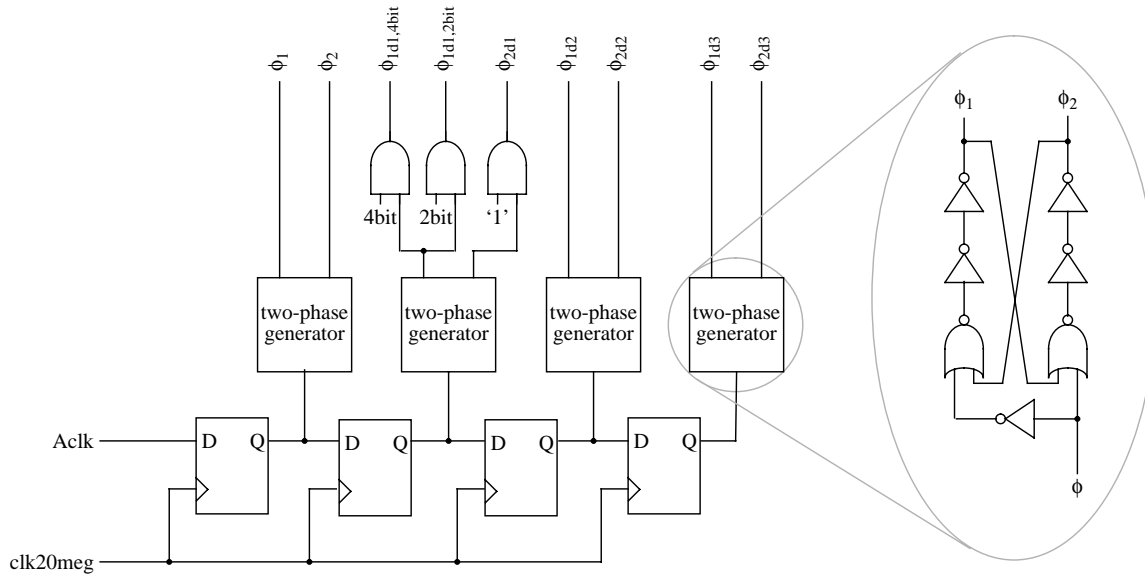 ϕ1
ϕ2
ϕ1d1,4bit
ϕ1d1,2bit
ϕ2d1
ϕ1d2
ϕ2d2
ϕ1d3
ϕ2d3
4bit
2bit
‘1’
two-phase
generator
two-phase
generator
two-phase
generator
two-phase
generator
Aclk
D Q
D Q
D Q
D Q
clk20meg
ϕ1
ϕ2
ϕ